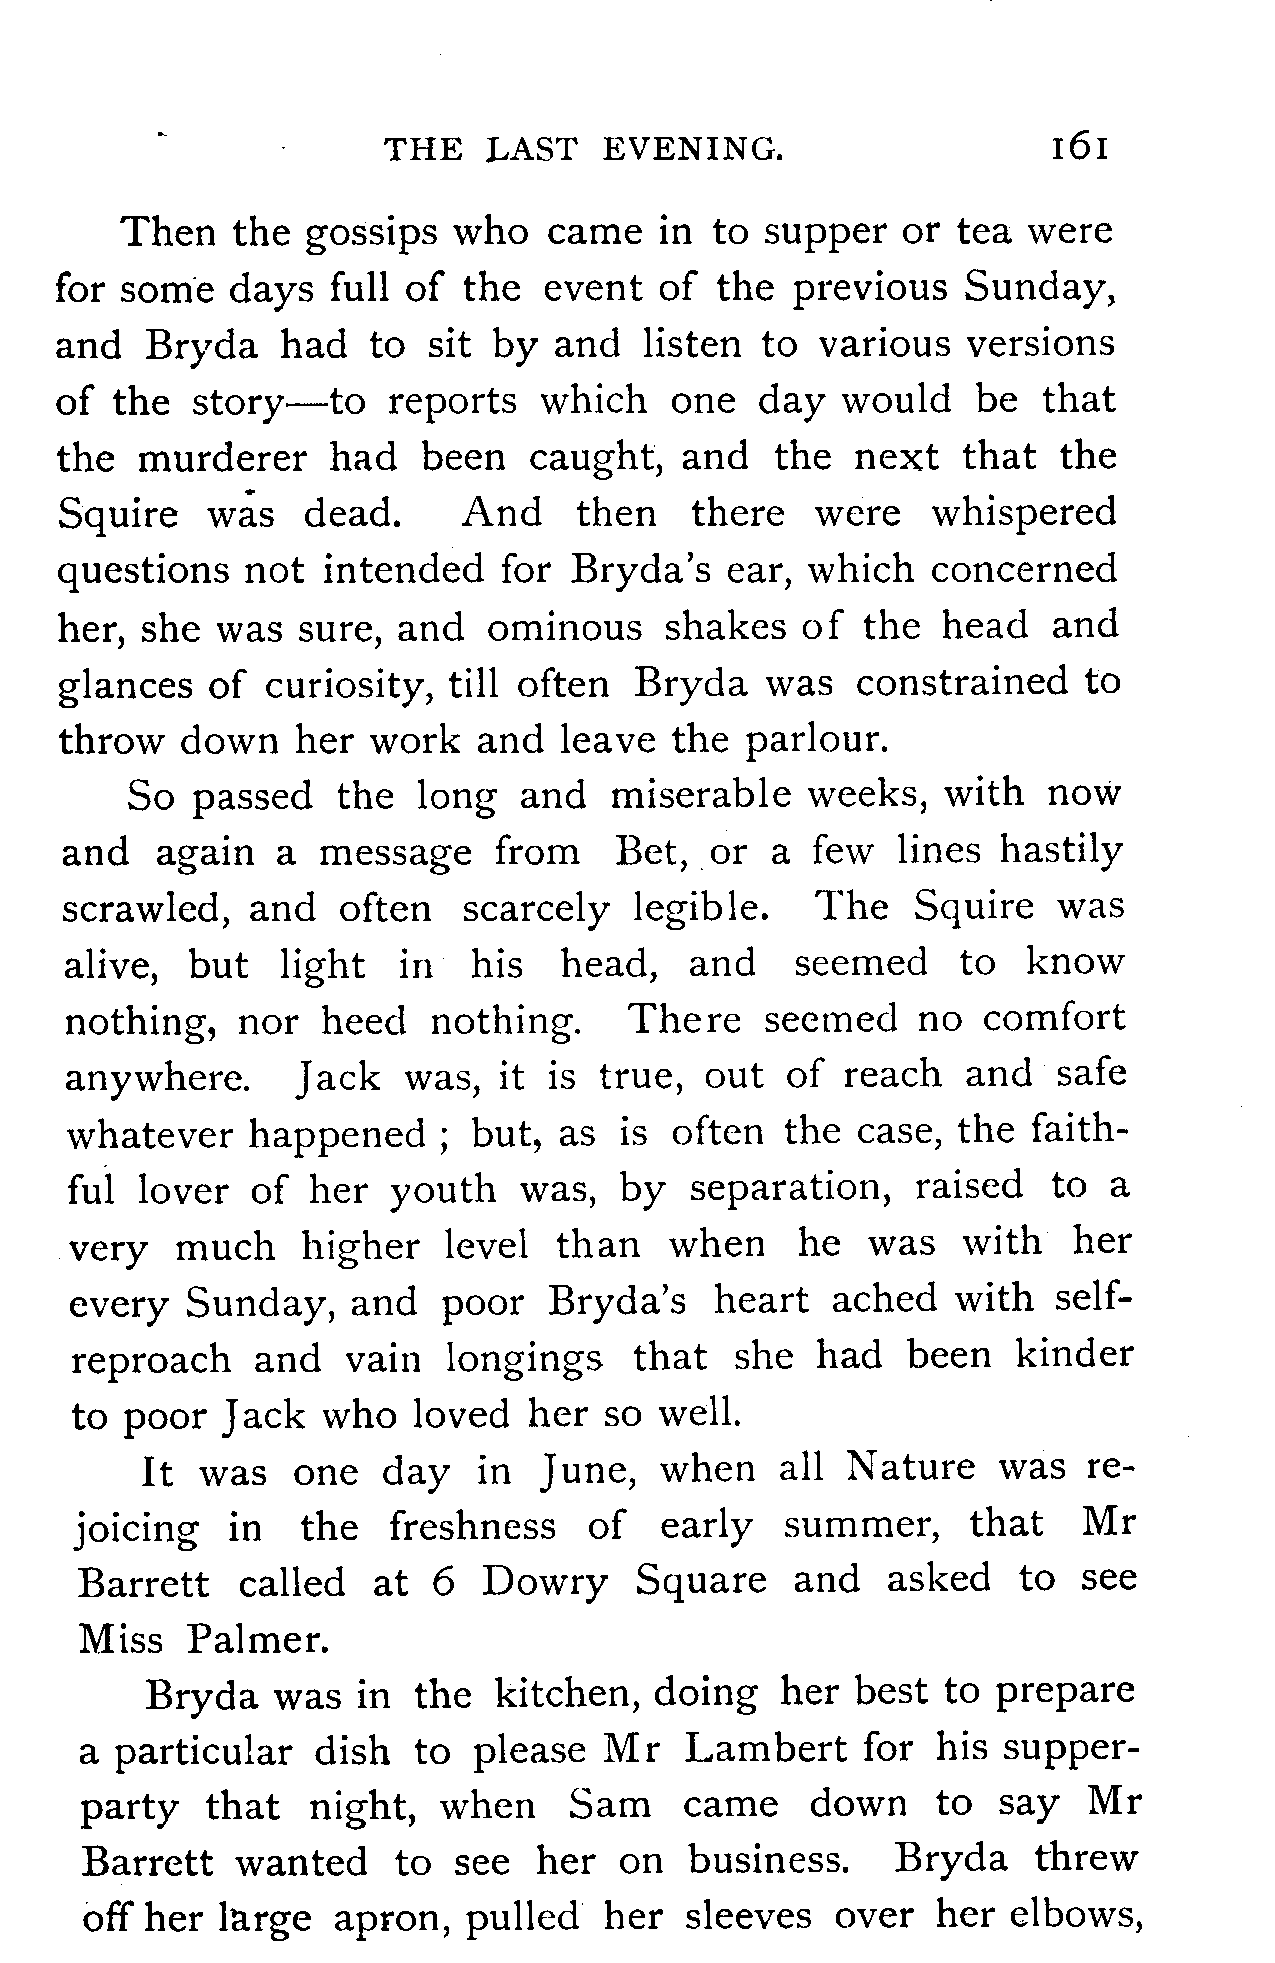 THE LAST EVENING. 161
Then the gossips who came in to supper or tea were
for some days full of the event of the previous Sunday,
and Bryda had to sit by and listen to various versions
of the story—to reports which one day would be that
the murderer had been caught, and the next that the
Squire was dead. And then there were whispered
questions not intended for Bryda's ear, which concerned
her, she was sure, and ominous shakes of the head and
glances of curiosity, till often Bryda was constrained to
throw down her work and leave the parlour.
So passed the long and miserable weeks, with now
and again a message from Bet, or a few lines hastily
scrawled, and often scarcely legible. The Squire was
alive, but light in his head, and seemed to know
nothing, nor heed nothing. There seemed no comfort
anywhere. Jack was, it is true, out of reach and safe
whatever happened ; but, as is often the case, the faith-
ful lover of her youth was, by separation, raised to a
very much higher level than when he was with her
every Sunday, and poor Bryda's heart ached with self-
reproach and vain longings that she had been kinder
to poor Jack who loved her so well.
It was one day in June, when all Nature was re-
joicing in the freshness of early summer, that Mr
Barrett called at 6 Dowry Square and asked to see
Miss Palmer.
Bryda was in the kitchen, doing her best to prepare
a particular dish to please Mr Lambert for his supper-
party that night, when Sam came down to say Mr
Barrett wanted to see her on business. Bryda threw
off her large apron, pulled her sleeves over her elbows,